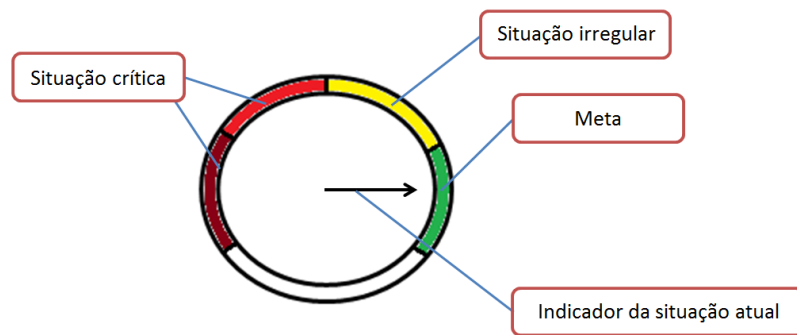 Situação irregular
Situação crítica
Meta
Indicador da situação atual